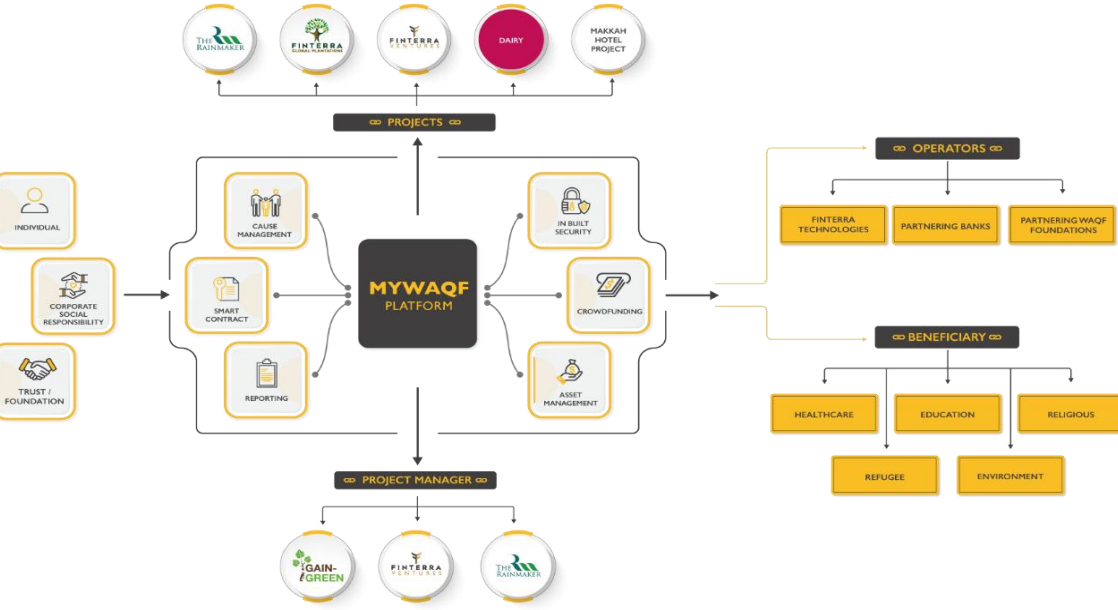 THE
RAINMAKER
FINTERRA
GLOBAL PLANTATIONS
FINTERRA
VENTURES
DAIRY
MAKKAH
HOTEL
PROJECT
PROJECTS
INDIVIDUAL
CORPORATE
SOCIAL
RESPONSIBILITY
TRUST /
FOUNDATION
CAUSE
MANAGEMENT
SMART
CONTRACT
REPORTING
MYWAQF
PLATFORM
IN BUILT
SECURITY
CROWDFUNDING
ASSET
MANAGEMENT
OPERATORS
FINTERRA
TECHNOLOGIES
PARTNERING BANKS
PARTNERING WAQF
FOUNDATIONS
BENEFICIARY
HEALTHCARE
EDUCATION
RELIGIOUS
REFUGEE
ENVIRONMENT
PROJECT MANAGER
GAIN-
GREEN
FINTERRA
VENTURES
THE
RAINMAKER